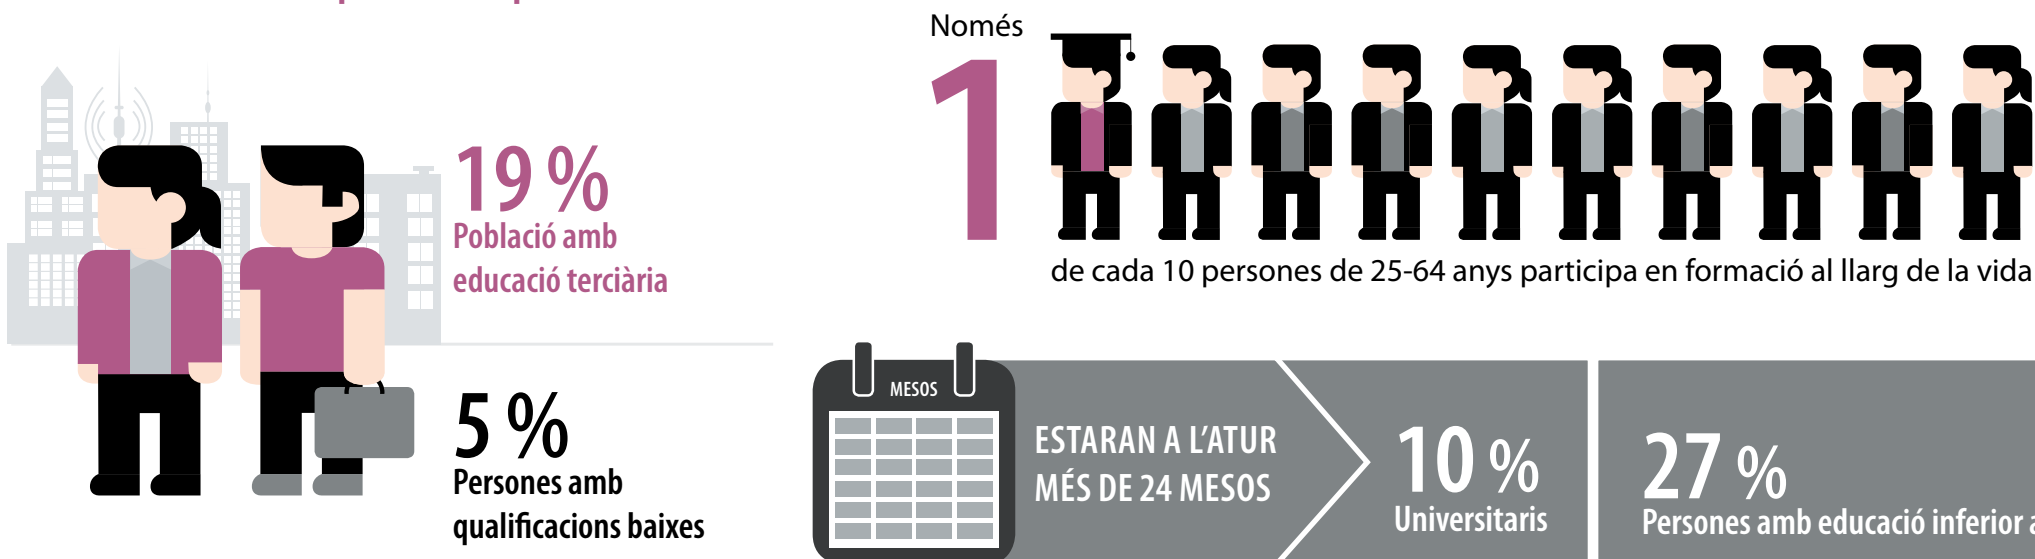 19 %
Població amb
educació terciària
5 %
Persones amb
qualificacions baixes
Només
1
de cada 10 persones de 25-64 anys participa en formació al llarg de la vida
MESOS
ESTARAN A L’ATUR
MÉS DE 24 MESOS
10 %
Universitaris
27 %
Persones amb educació inferior a